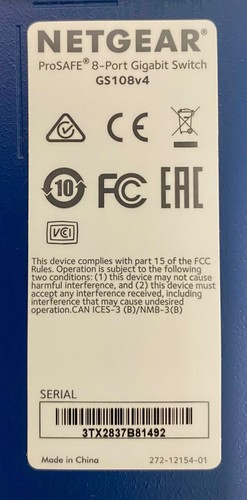 NETGEAR®
ProSAFE® 8-Port Gigabit Switch
GS108v4
CE
10 FC EAC
VCI
This device complies with part 15 of the FCC
Rules. Operation is subject to the following
two conditions: (1) this device may not cause
harmful interference, and (2) this device must
accept any interference received, including
interference that may cause undesired
operation.CAN ICES-3 (B)/NMB-3(B)
SERIAL
3TX2837B81492
Made in China 272-12154-01